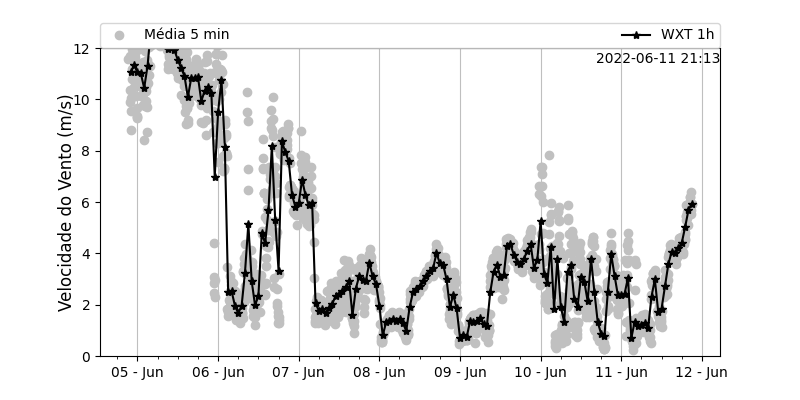 Média 5 min
WXT 1h
2022-06-11 21:13
Velocidade do Vento (m/s)
12
10
8
6
4
2
0
05 - Jun
06 - Jun
07 - Jun
08 - Jun
09 - Jun
10 - Jun
11 - Jun
12 - Jun